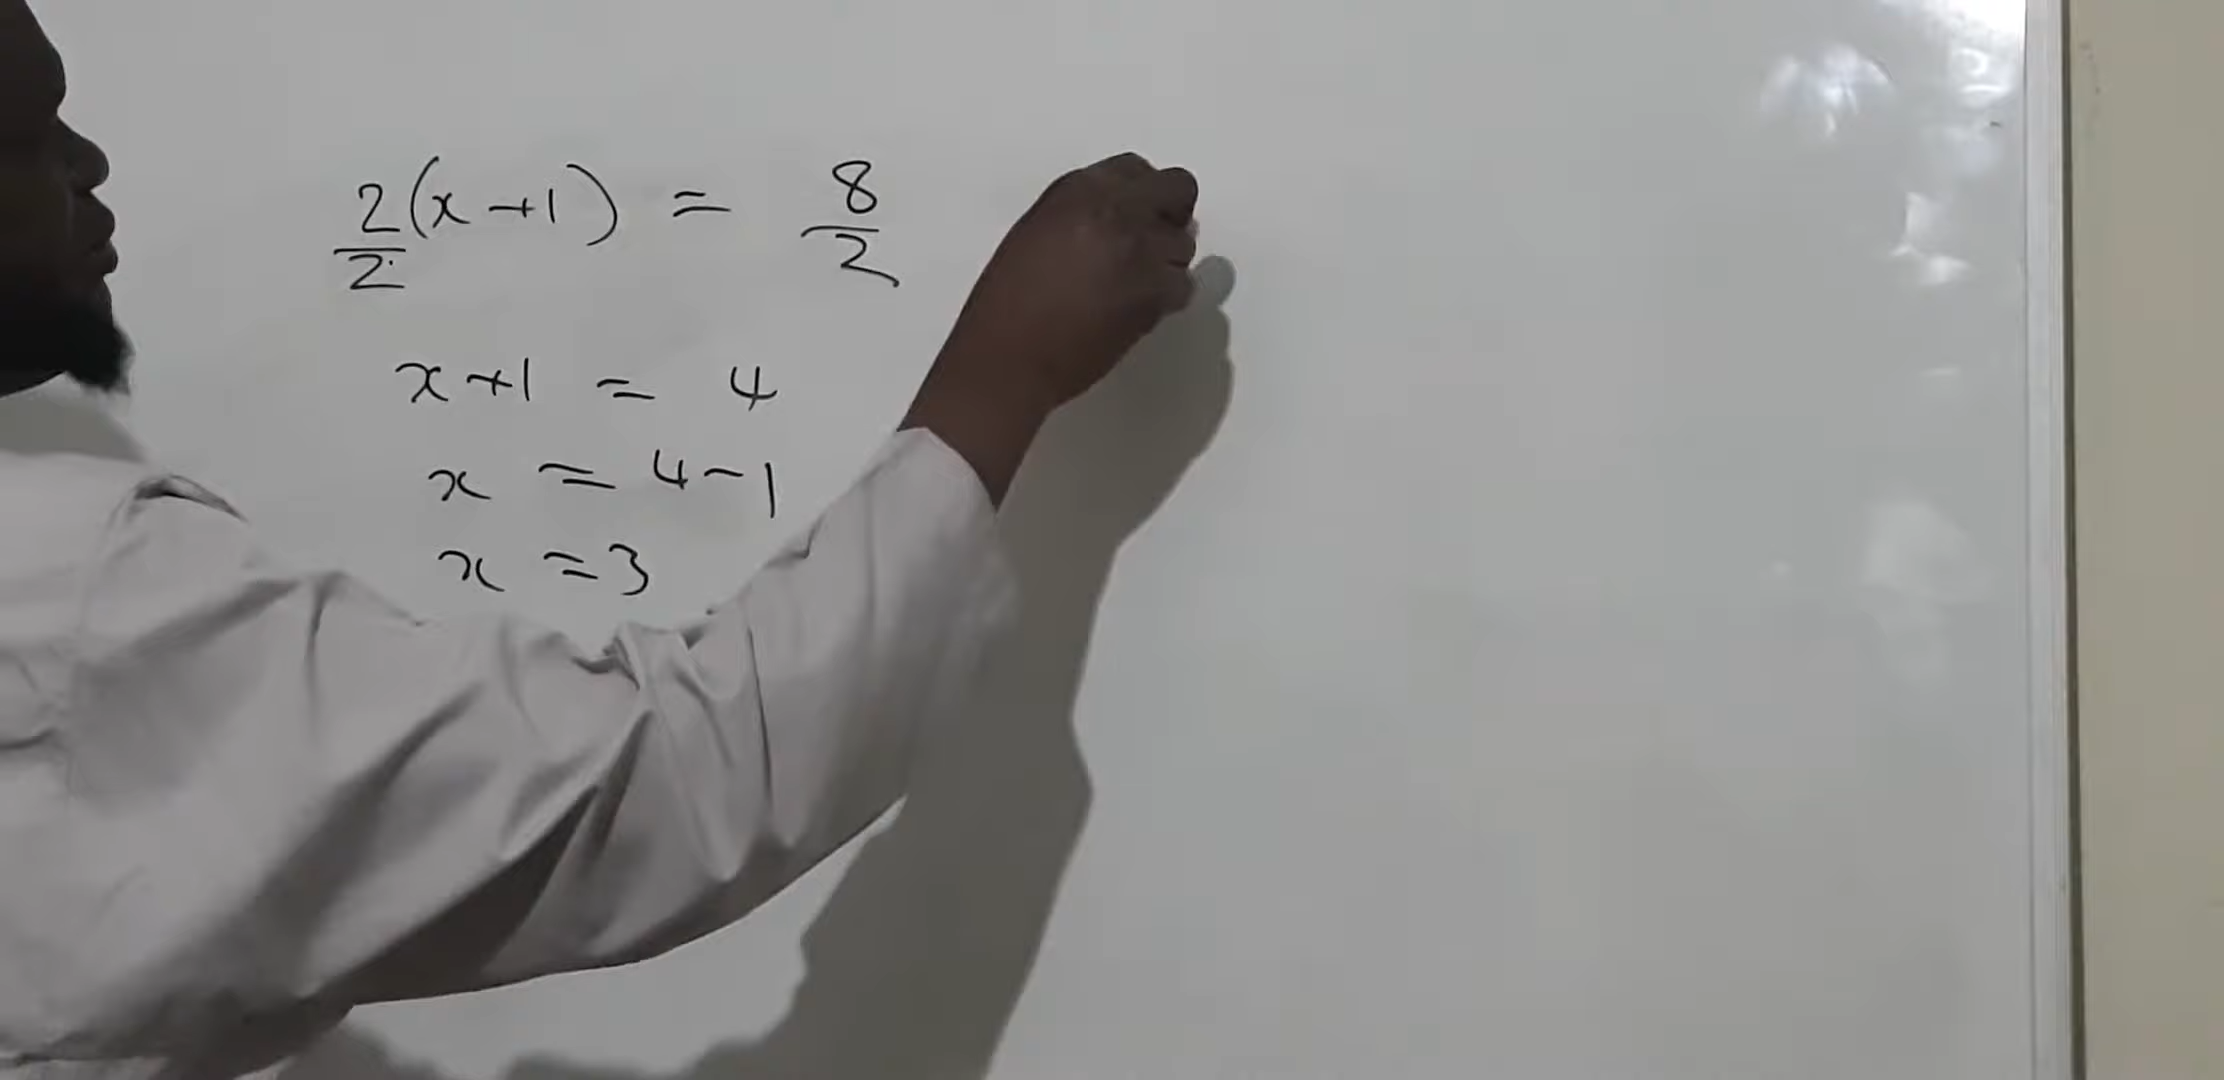 2/2(x+1) = 8/2
x+1 = 4
x = 4-1
x = 3